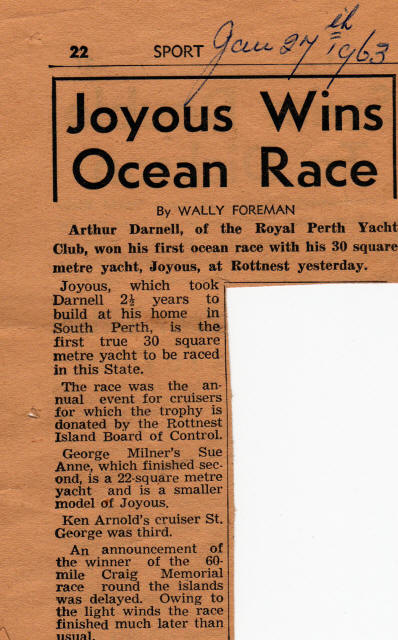 22 SPORT Jan 27th 1963
Joyous Wins
Ocean Race
By WALLY FOREMAN
Arthur Darnell, of the Royal Perth Yacht
Club, won his first ocean race with his 30 square
metre yacht, Joyous, at Rottnest yesterday.
Joyous, which took
Darnell 2½ years to
build at his home in
South Perth, is the
first true 30 square
metre yacht to be raced
in this State.
The race was the an-
nual event for cruisers
for which the trophy is
donated by the Rottnest
Island Board of Control.
George Milner's Sue
Anne, which finished sec-
ond, is a 22-square metre
yacht and is a smaller
model of Joyous.
Ken Arnold's cruiser St.
George was third.
An announcement of
the winner of the 60-
mile Craig Memorial
race round the islands
was delayed. Owing to
the light winds the race
finished much later than
usual.